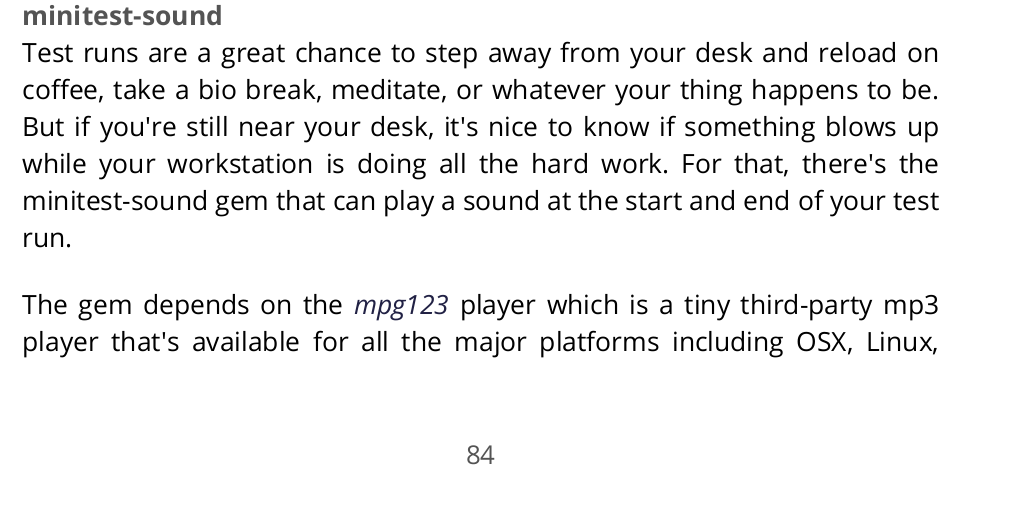 minitest-sound
Test runs are a great chance to step away from your desk and reload on
coffee, take a bio break, meditate, or whatever your thing happens to be.
But if you're still near your desk, it's nice to know if something blows up
while your workstation is doing all the hard work. For that, there's the
minitest-sound gem that can play a sound at the start and end of your test
run.
The gem depends on the mpg123 player which is a tiny third-party mp3
player that's available for all the major platforms including OSX, Linux,
84